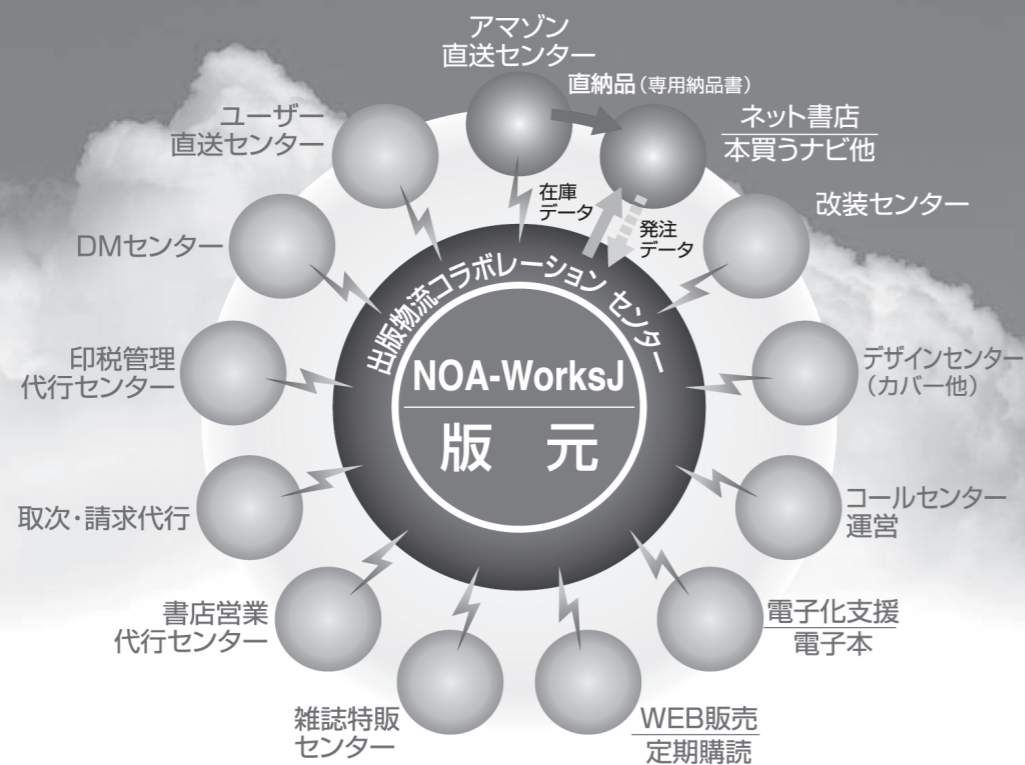 アマゾン
直送センター
直納品(専用納品書)
ユーザー
直送センター
ネット書店
本買うナビ他
在庫
データ
発注
データ
改装センター
DMセンター
出版物流コラボレーション センター
印税管理
代行センター
NOA-WorksJ
版 元
デザインセンター
(カバー他)
取次・請求代行
コールセンター
運営
書店営業
代行センター
電子化支援
電子本
雑誌特販
センター
WEB販売
定期購読